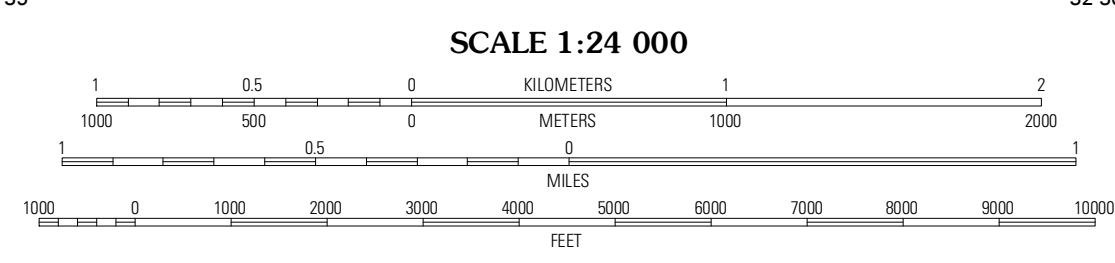 SCALE 1:24 000
1 0.5 0 KILOMETERS 1 2
1000 500 0 METERS 1000 2000
1 0.5 0 1
MILES
1000 0 1000 2000 3000 4000 5000 6000 7000 8000 9000 10000
FEET